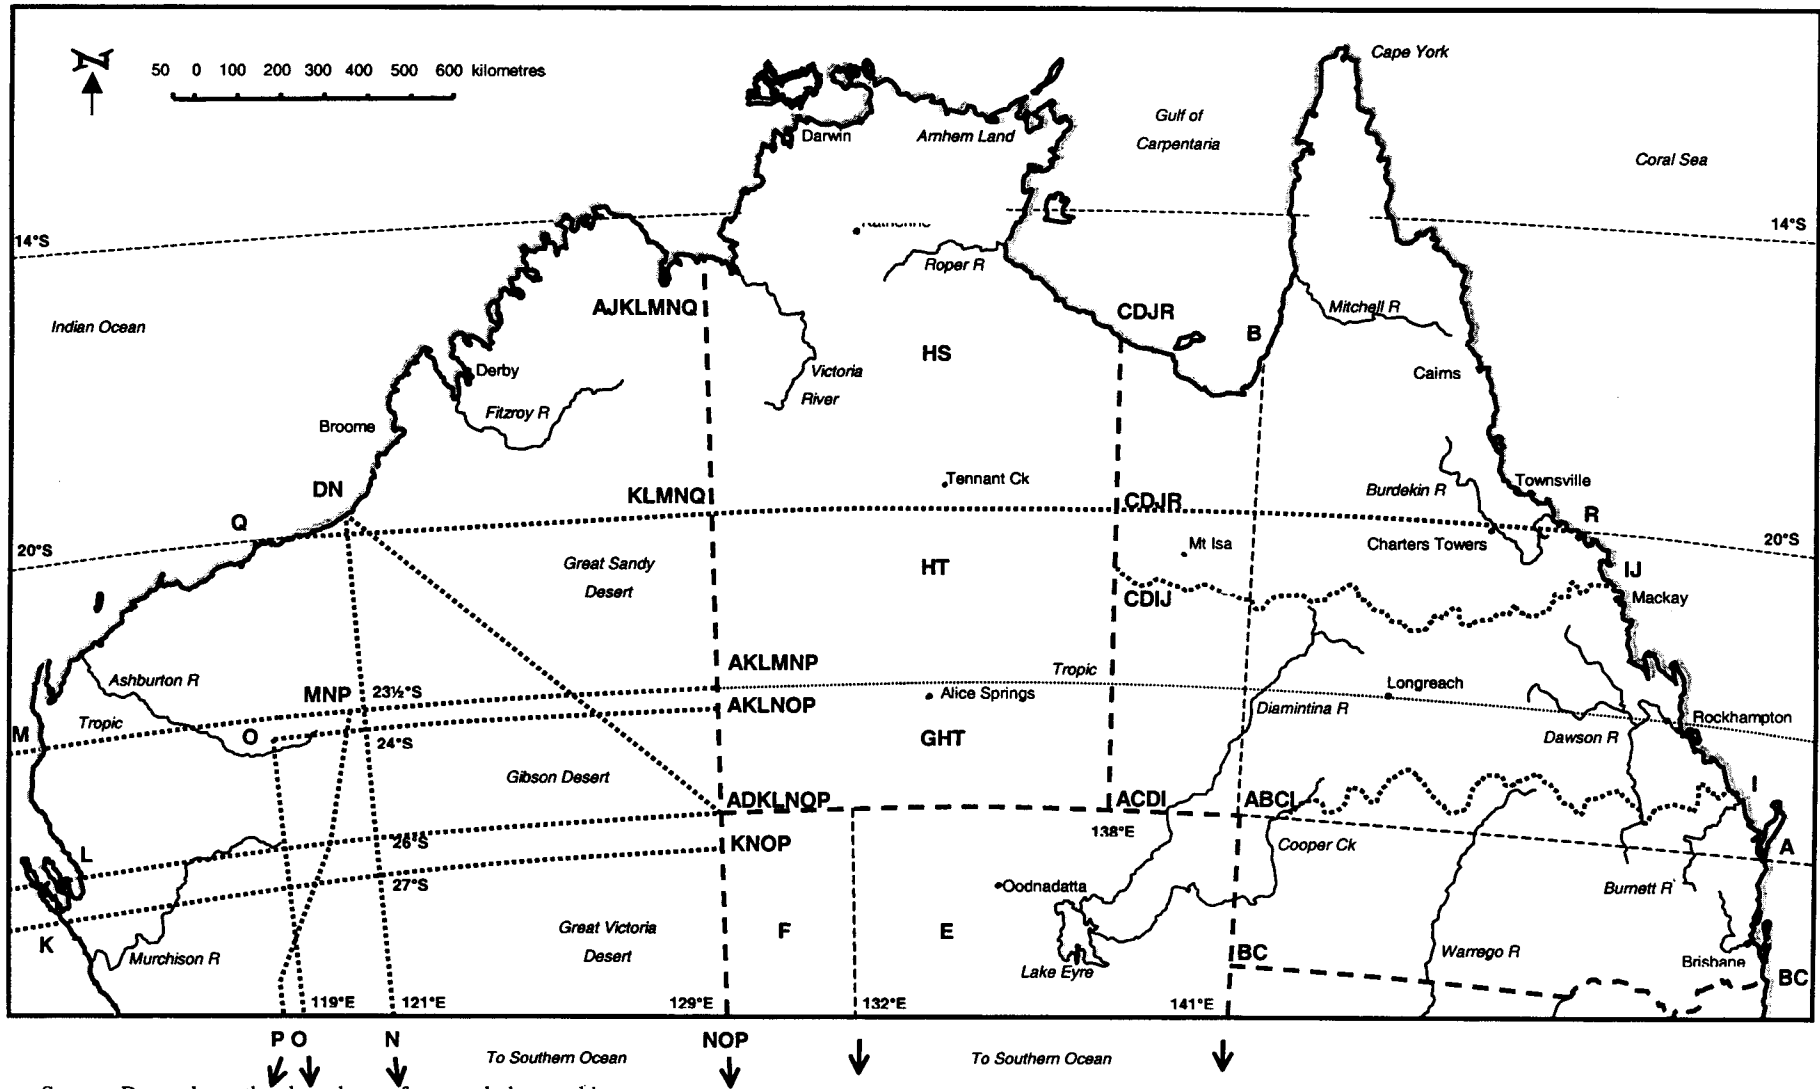 Cape York
50 0 100 200 300 400 500 600 kilometres
Gulf of
Carpentaria
Darwin
Arnhem Land
Coral Sea
14°S
14°S
Roper R
AJKLMNQ
CDJR
Mitchell R
Indian Ocean
B
HS
Derby
Victoria
River
Cairns
Fitzroy R
Broome
Tennant Ck
Townsville
DN
KLMNQ
CDJR
Burdekin R
Q
R
20°S
Mt Isa
Charters Towers
20°S
Great Sandy
Desert
HT
IJ
CDIJ
Mackay
AKLMNP
Tropic
Ashburton R
MNP
23½°S
Alice Springs
Longreach
AKLNOP
Diamintina R
Tropic
M
O
24°S
GHT
Rockhampton
Dawson R
Gibson Desert
ADKLNOP
ACDI
ABCI
I
138°E
26°S
KNOP
Cooper Ck
A
L
27°S
Oodnadatta
Burnett R
K
Great Victoria
Desert
F
E
Murchison R
Lake Eyre
BC
Warrego R
Brisbane
BC
119°E
121°E
129°E
132°E
141°E
P O
N
NOP
To Southern Ocean
To Southern Ocean